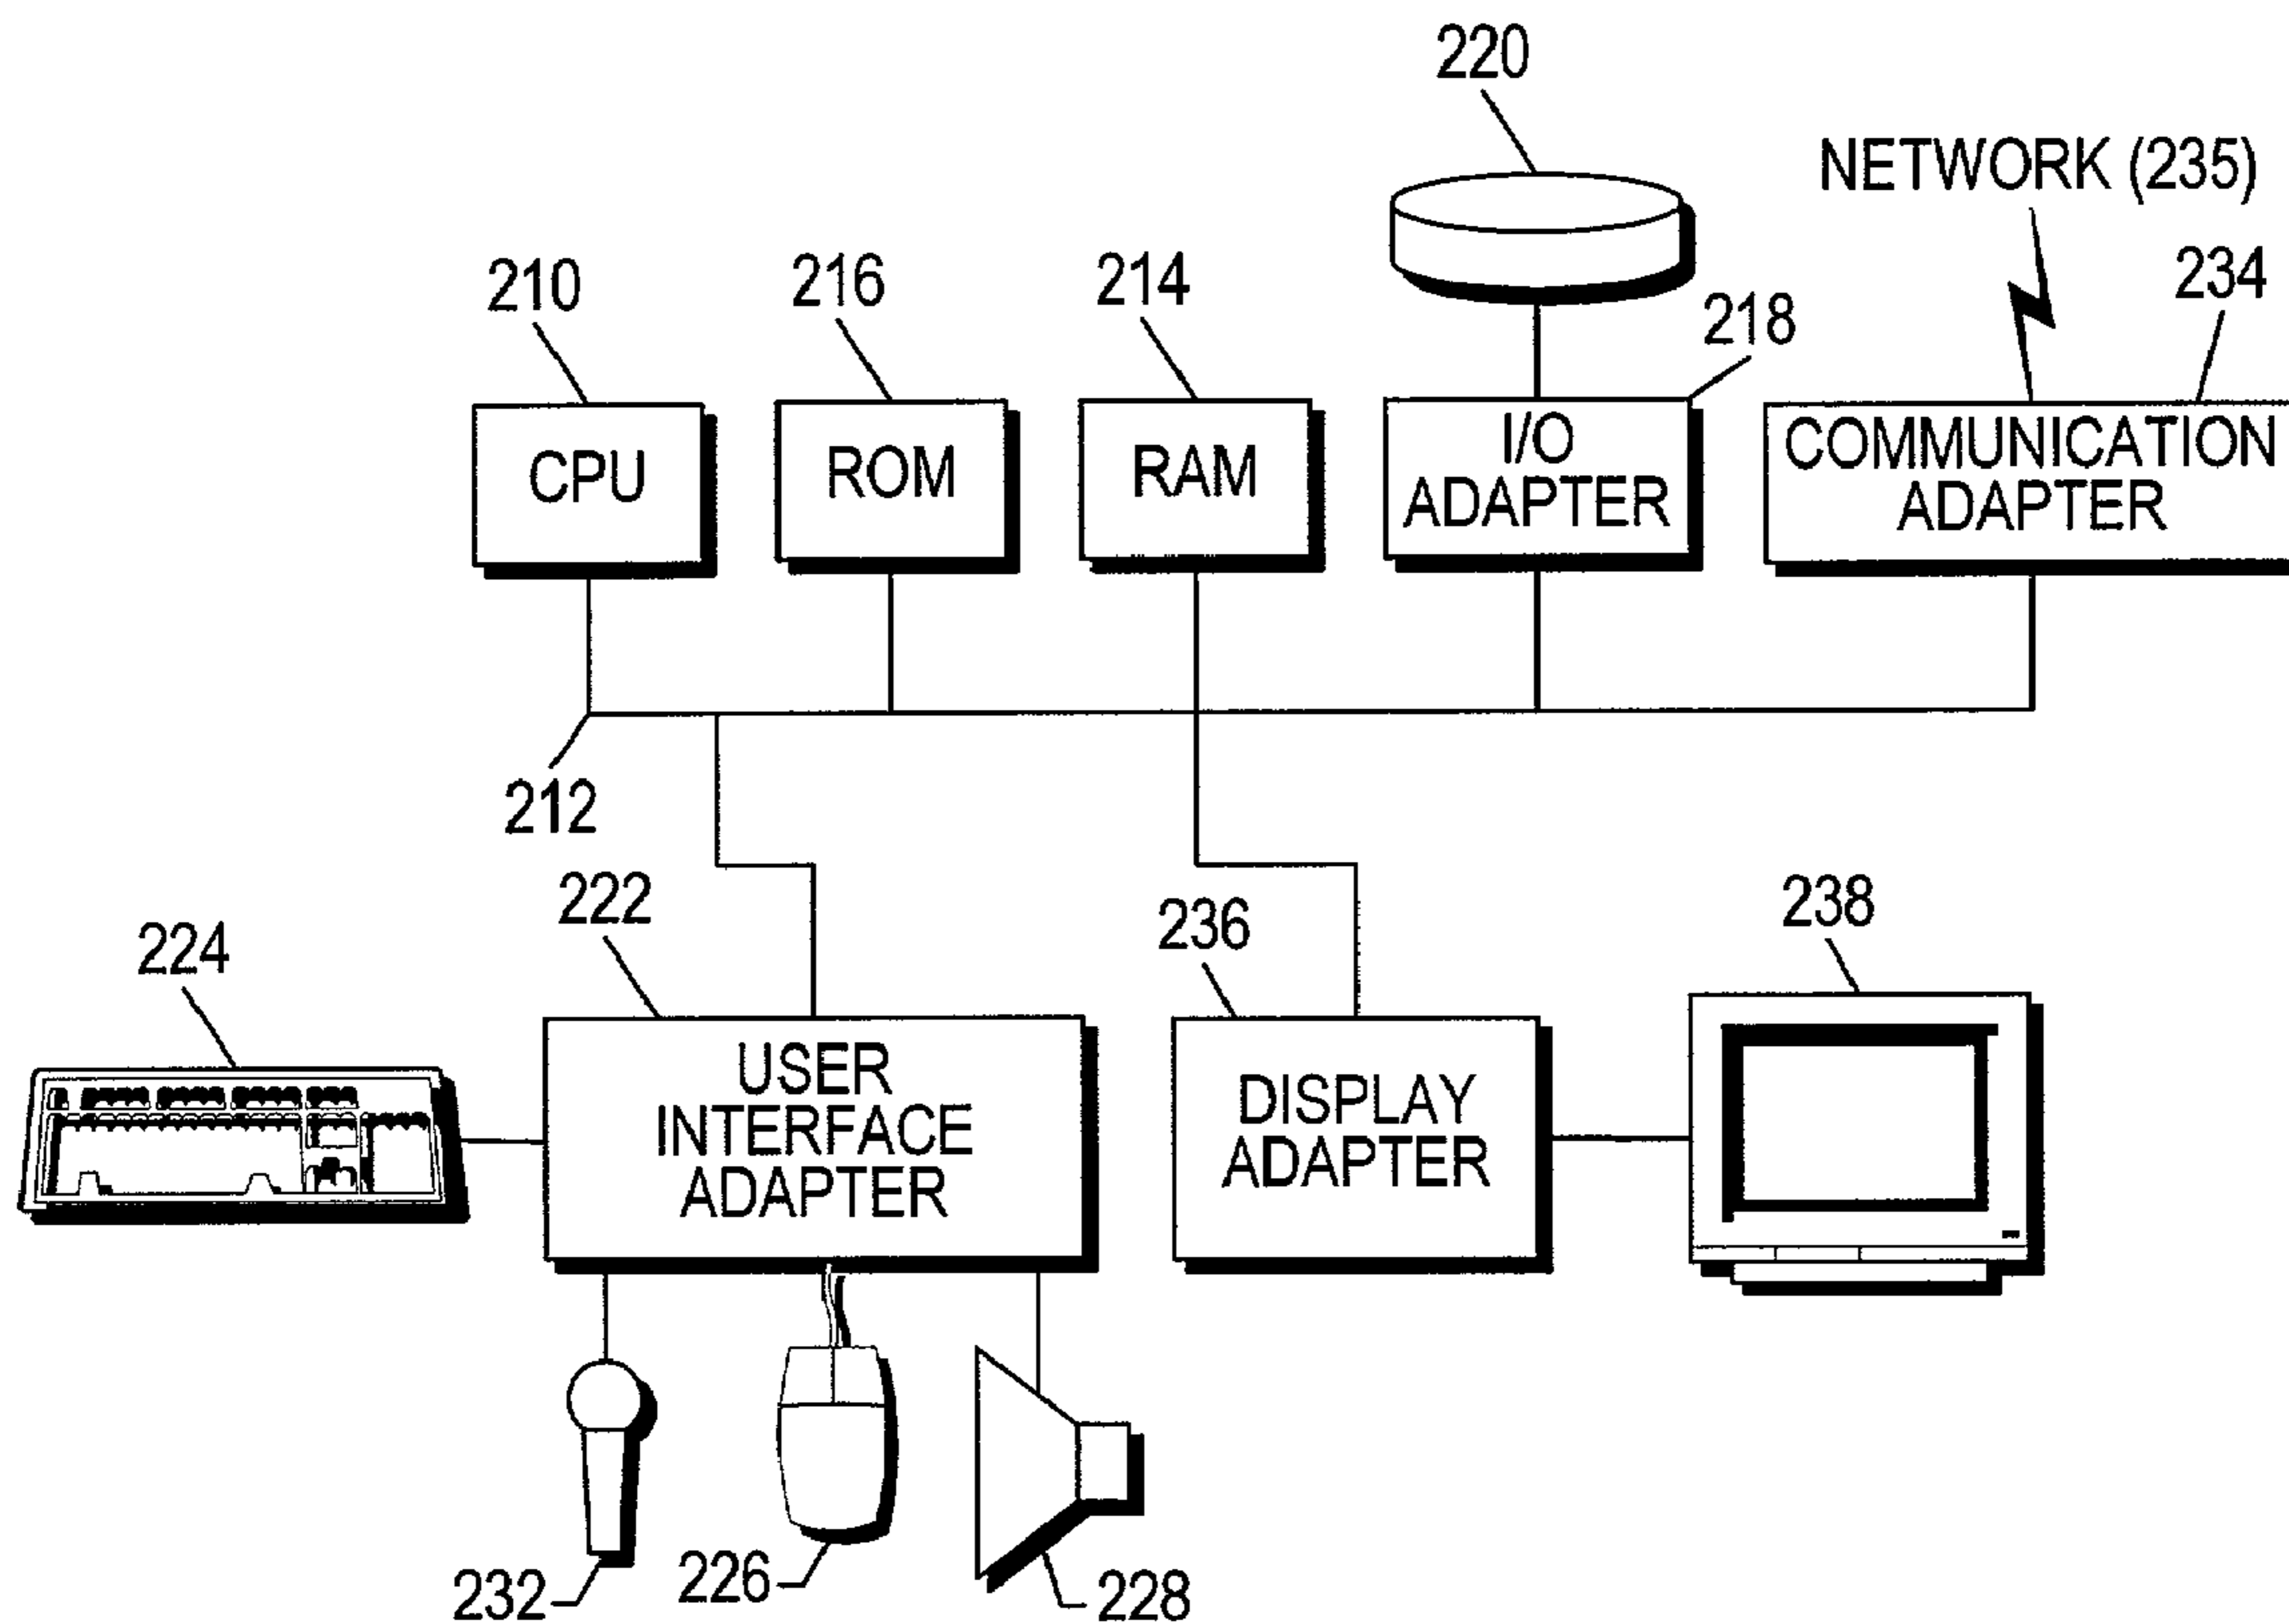 220
NETWORK (235)
210
216
214
218
234
CPU
ROM
RAM
I/O
ADAPTER
COMMUNICATION
ADAPTER
212
222
236
238
224
USER
INTERFACE
ADAPTER
DISPLAY
ADAPTER
232
226
228